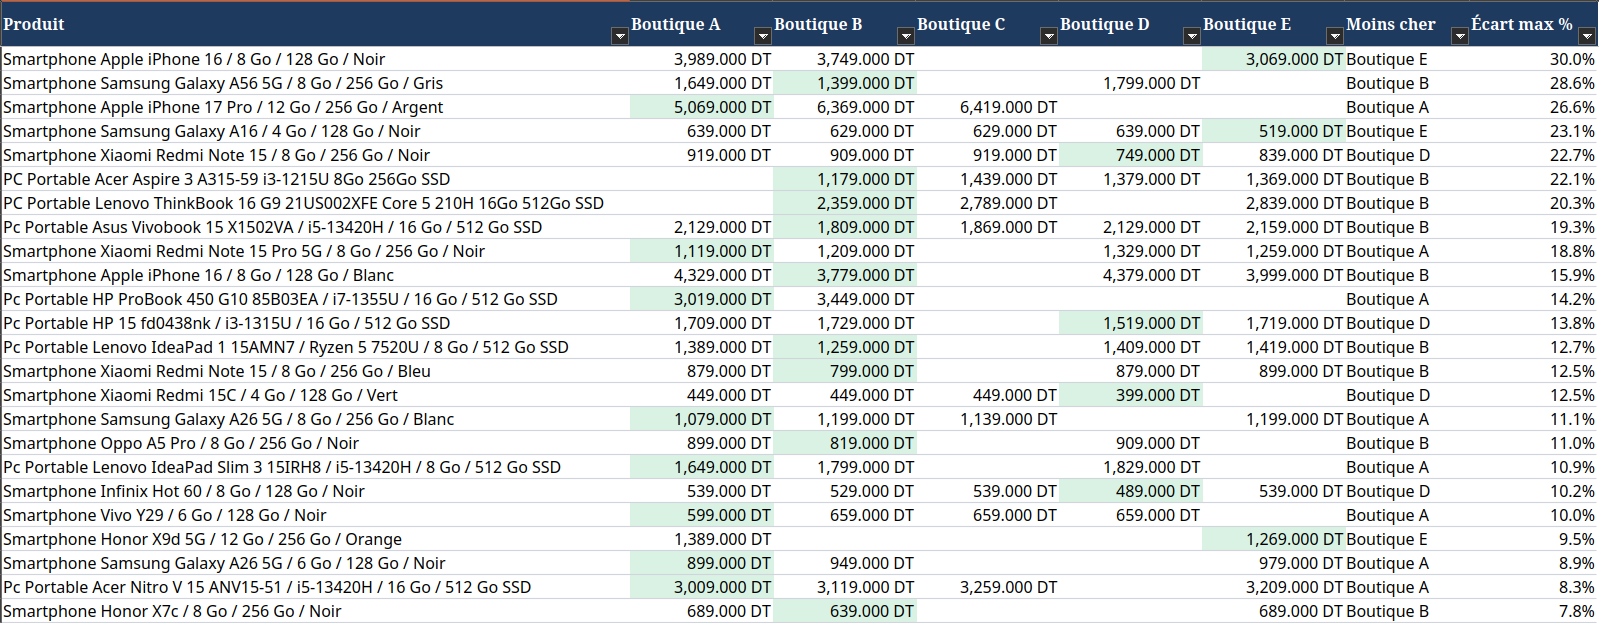 Produit Boutique A Boutique B Boutique C Boutique D Boutique E Moins cher Écart max %
Smartphone Apple iPhone 16 / 8 Go / 128 Go / Noir 3,989.000 DT 3,749.000 DT 3,069.000 DT Boutique E 30.0%
Smartphone Samsung Galaxy A56 5G / 8 Go / 256 Go / Gris 1,649.000 DT 1,399.000 DT 1,799.000 DT Boutique B 28.6%
Smartphone Apple iPhone 17 Pro / 12 Go / 256 Go / Argent 5,069.000 DT 6,369.000 DT 6,419.000 DT Boutique A 26.6%
Smartphone Samsung Galaxy A16 / 4 Go / 128 Go / Noir 639.000 DT 629.000 DT 629.000 DT 639.000 DT 519.000 DT Boutique E 23.1%
Smartphone Xiaomi Redmi Note 15 / 8 Go / 256 Go / Noir 919.000 DT 909.000 DT 919.000 DT 749.000 DT 839.000 DT Boutique D 22.7%
PC Portable Acer Aspire 3 A315-59 i3-1215U 8Go 256Go SSD 1,179.000 DT 1,439.000 DT 1,379.000 DT 1,369.000 DT Boutique B 22.1%
PC Portable Lenovo ThinkBook 16 G9 21US002XFE Core 5 210H 16Go 512Go SSD 2,359.000 DT 2,789.000 DT 2,839.000 DT Boutique B 20.3%
Pc Portable Asus Vivobook 15 X1502VA / i5-13420H / 16 Go / 512 Go SSD 2,129.000 DT 1,809.000 DT 1,869.000 DT 2,129.000 DT 2,159.000 DT Boutique B 19.3%
Smartphone Xiaomi Redmi Note 15 Pro 5G / 8 Go / 256 Go / Noir 1,119.000 DT 1,209.000 DT 1,329.000 DT 1,259.000 DT Boutique A 18.8%
Smartphone Apple iPhone 16 / 8 Go / 128 Go / Blanc 4,329.000 DT 3,779.000 DT 4,379.000 DT 3,999.000 DT Boutique B 15.9%
Pc Portable HP ProBook 450 G10 85B03EA / i7-1355U / 16 Go / 512 Go SSD 3,019.000 DT 3,449.000 DT Boutique A 14.2%
Pc Portable HP 15 fd0438nk / i3-1315U / 16 Go / 512 Go SSD 1,709.000 DT 1,729.000 DT 1,519.000 DT 1,719.000 DT Boutique D 13.8%
Pc Portable Lenovo IdeaPad 1 15AMN7 / Ryzen 5 7520U / 8 Go / 512 Go SSD 1,389.000 DT 1,259.000 DT 1,409.000 DT 1,419.000 DT Boutique B 12.7%
Smartphone Xiaomi Redmi Note 15 / 8 Go / 256 Go / Bleu 879.000 DT 799.000 DT 879.000 DT 899.000 DT Boutique B 12.5%
Smartphone Xiaomi Redmi 15C / 4 Go / 128 Go / Vert 449.000 DT 449.000 DT 449.000 DT 399.000 DT Boutique D 12.5%
Smartphone Samsung Galaxy A26 5G / 8 Go / 256 Go / Blanc 1,079.000 DT 1,199.000 DT 1,139.000 DT 1,199.000 DT Boutique A 11.1%
Smartphone Oppo A5 Pro / 8 Go / 256 Go / Noir 899.000 DT 819.000 DT 909.000 DT Boutique B 11.0%
Pc Portable Lenovo IdeaPad Slim 3 15IRH8 / i5-13420H / 8 Go / 512 Go SSD 1,649.000 DT 1,799.000 DT 1,829.000 DT Boutique A 10.9%
Smartphone Infinix Hot 60 / 8 Go / 128 Go / Noir 539.000 DT 529.000 DT 539.000 DT 489.000 DT 539.000 DT Boutique D 10.2%
Smartphone Vivo Y29 / 6 Go / 128 Go / Noir 599.000 DT 659.000 DT 659.000 DT 659.000 DT Boutique A 10.0%
Smartphone Honor X9d 5G / 12 Go / 256 Go / Orange 1,389.000 DT 1,269.000 DT Boutique E 9.5%
Smartphone Samsung Galaxy A26 5G / 6 Go / 128 Go / Noir 899.000 DT 949.000 DT 979.000 DT Boutique A 8.9%
Pc Portable Acer Nitro V 15 ANV15-51 / i5-13420H / 16 Go / 512 Go SSD 3,009.000 DT 3,119.000 DT 3,259.000 DT 3,209.000 DT Boutique A 8.3%
Smartphone Honor X7c / 8 Go / 256 Go / Noir 689.000 DT 639.000 DT 689.000 DT Boutique B 7.8%